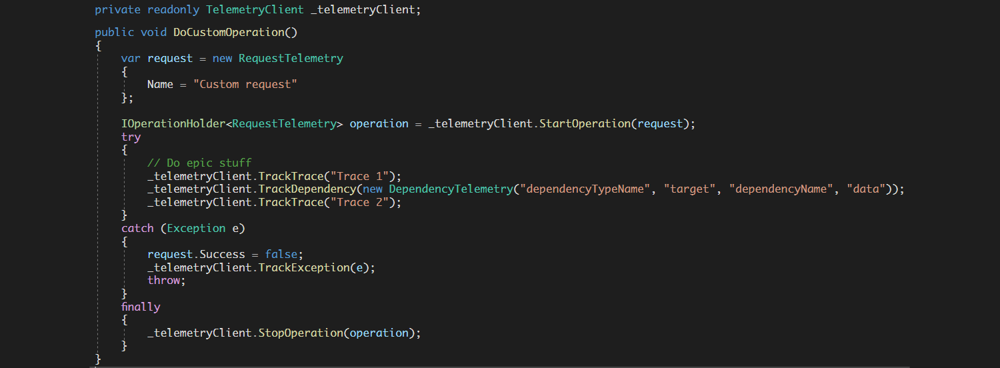 private readonly TelemetryClient _telemetryClient;
public void DoCustomOperation()
{
var request = new RequestTelemetry
{
Name = "Custom request"
};
IOperationHolder<RequestTelemetry> operation = _telemetryClient.StartOperation(request);
try
{
// Do epic stuff
_telemetryClient.TrackTrace("Trace 1");
_telemetryClient.TrackDependency(new DependencyTelemetry("dependencyTypeName", "target", "dependencyName", "data"));
_telemetryClient.TrackTrace("Trace 2");
}
catch (Exception e)
{
request.Success = false;
_telemetryClient.TrackException(e);
throw;
}
finally
{
_telemetryClient.StopOperation(operation);
}
}